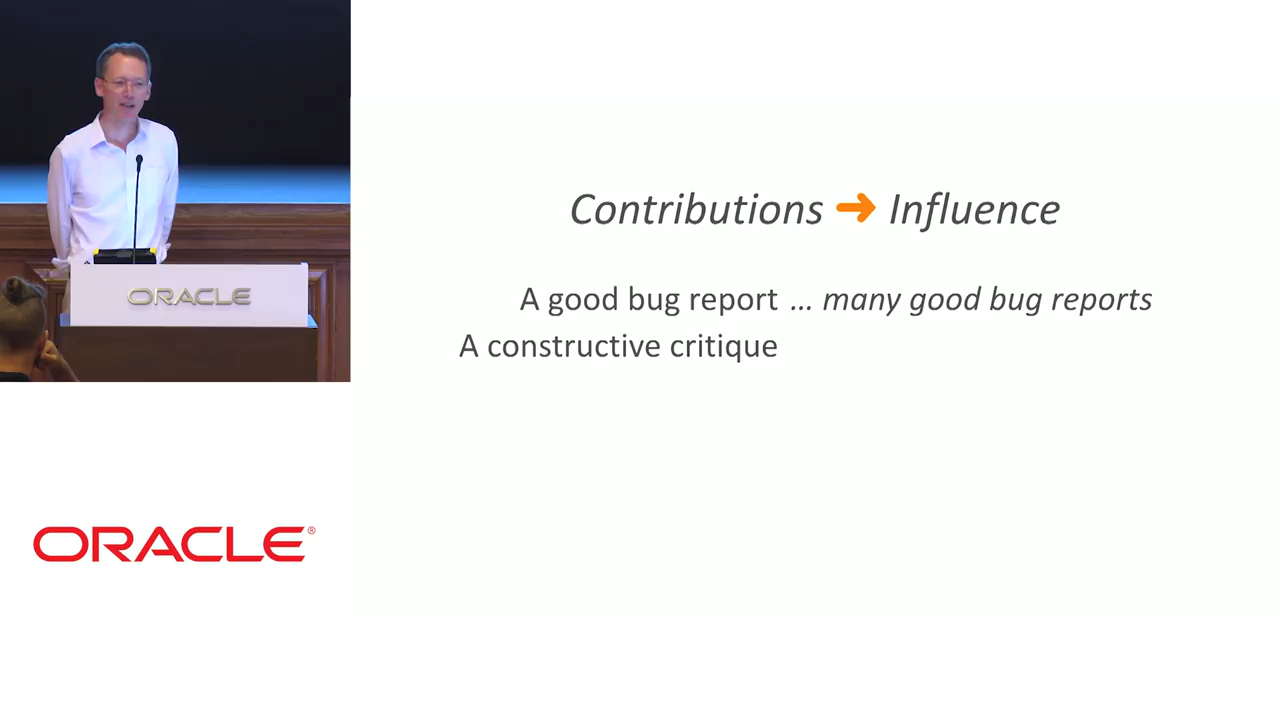 Contributions ➜ Influence
A good bug report ... many good bug reports
A constructive critique
ORACLE
ORACLE®